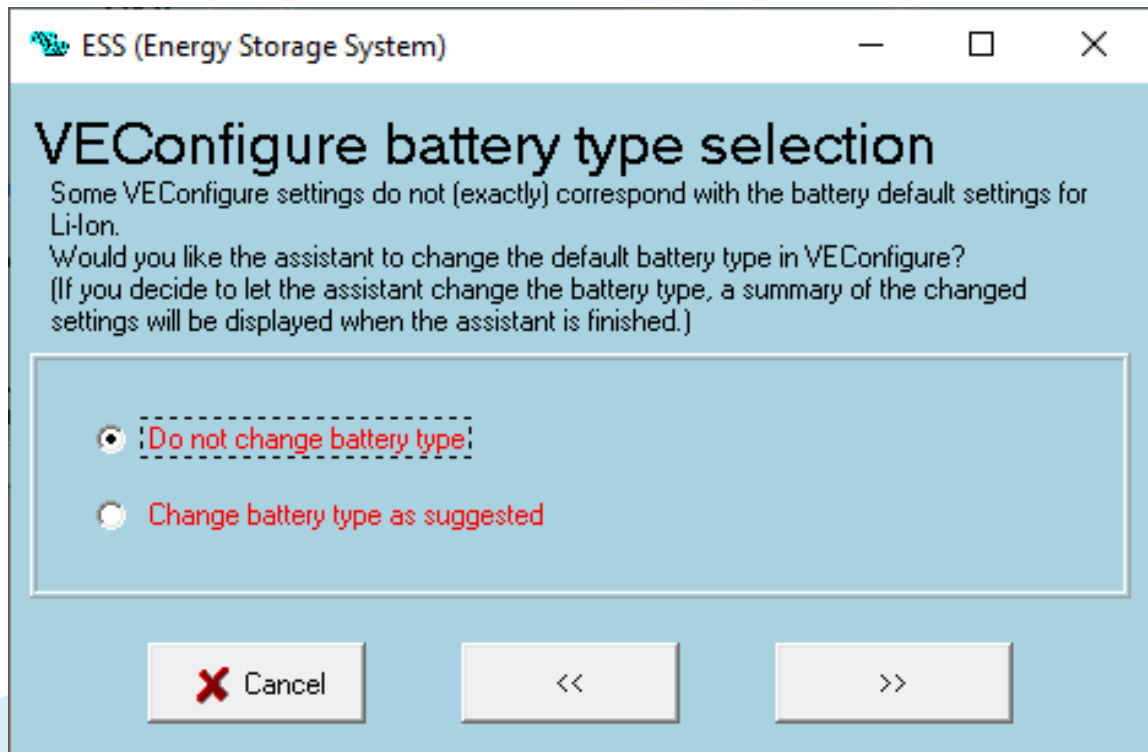 ESS (Energy Storage System)
VEConfigure battery type selection
Some VEConfigure settings do not (exactly) correspond with the battery default settings for
Li-Ion.
Would you like the assistant to change the default battery type in VEConfigure?
(If you decide to let the assistant change the battery type, a summary of the changed
settings will be displayed when the assistant is finished.)
Do not change battery type
Change battery type as suggested
Cancel
<<
>>